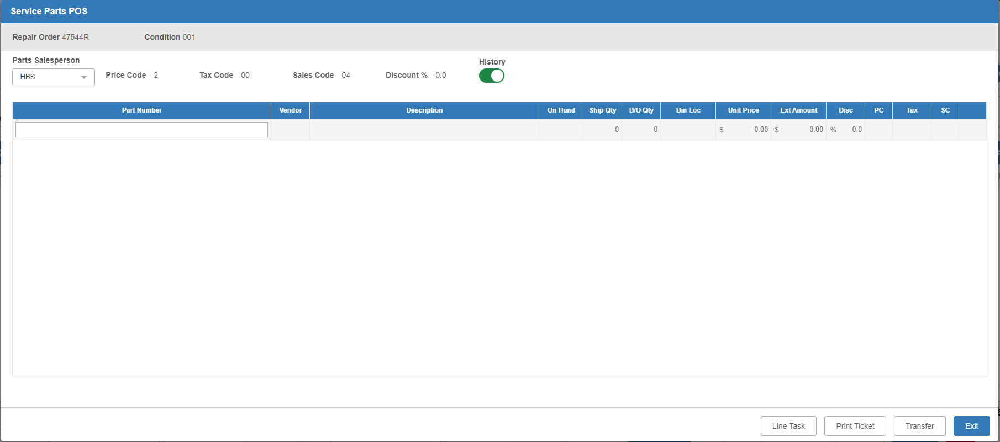 Service Parts POS
Repair Order 47544R Condition 001
Parts Salesperson
HBS
Price Code 2 Tax Code 00 Sales Code 04 Discount % 0.0
History
Part Number Vendor Description On Hand Ship Qty B/O Qty Bin Loc Unit Price Ext Amount Disc PC Tax SC
0 0 $ 0.00 $ 0.00 % 0.0
Line Task Print Ticket Transfer Exit